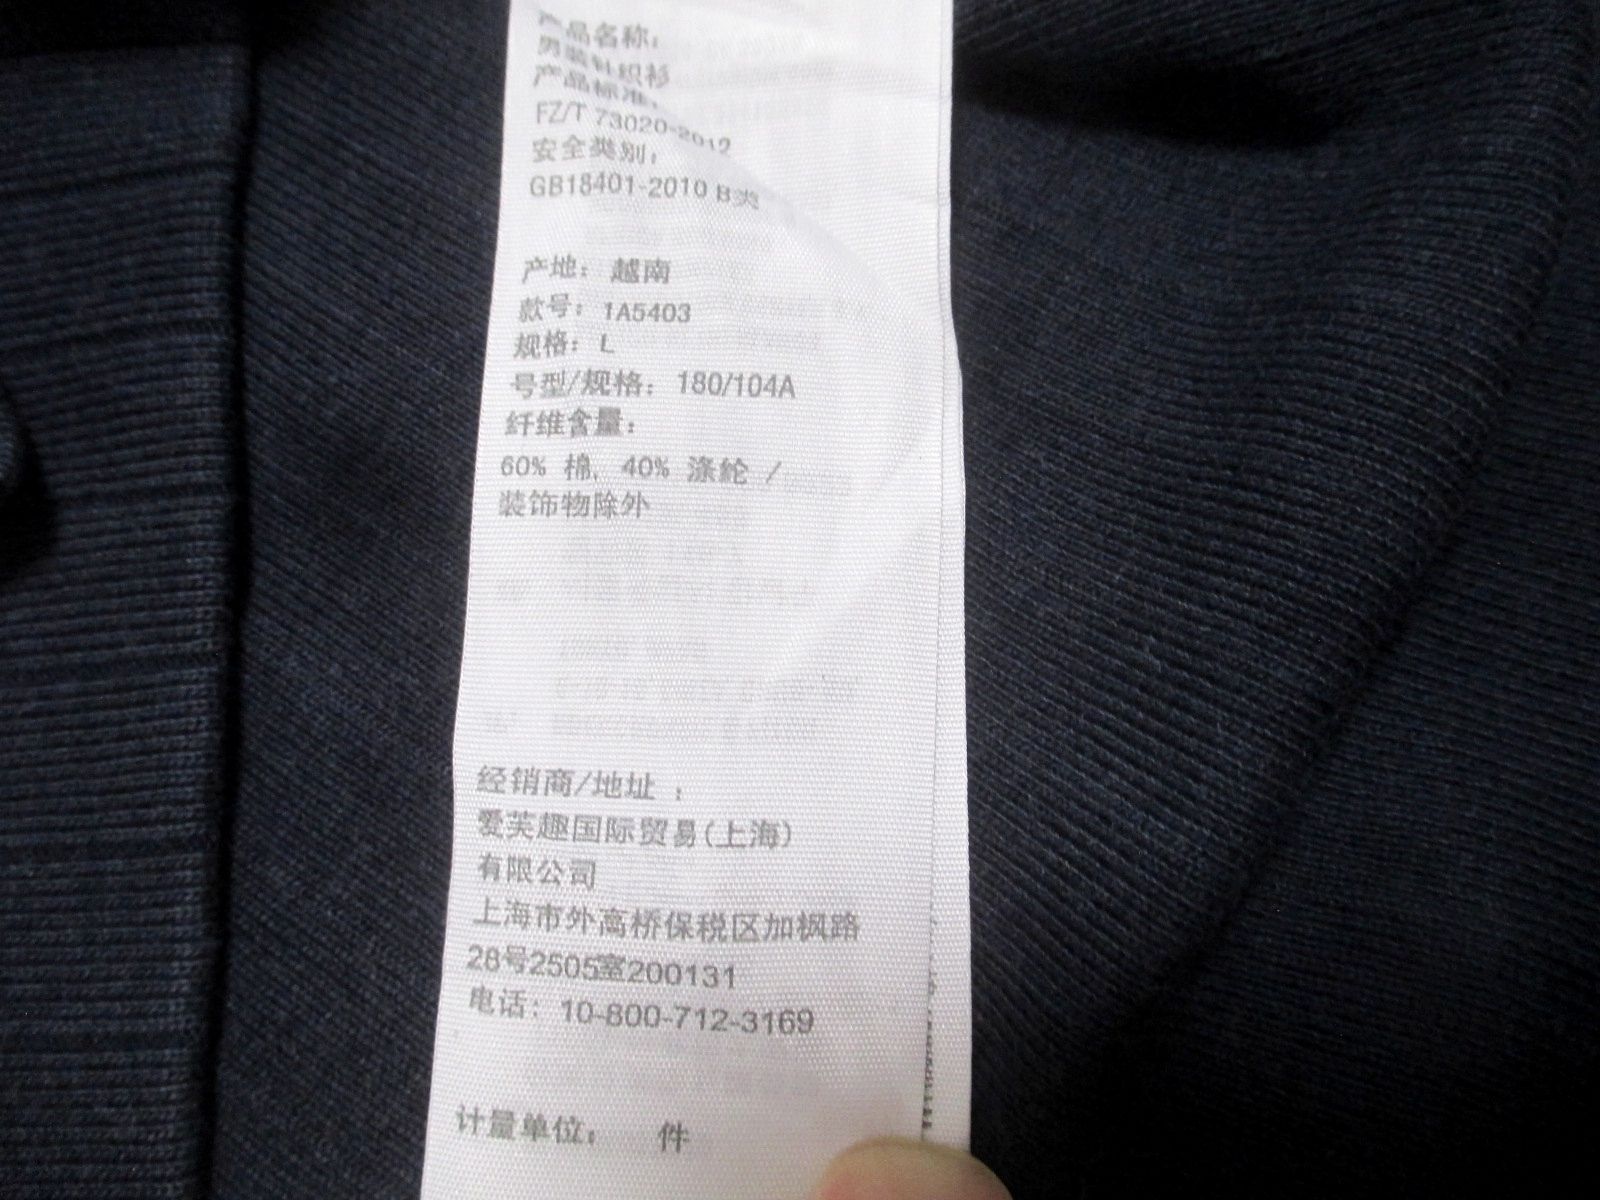 产品名称：
男装针织衫
产品标准：
FZ/T 73020-2012
安全类别：
GB18401-2010 B类
产地：越南
款号：1A5403
规格：L
号型/规格：180/104A
纤维含量：
60% 棉, 40% 涤纶 /
装饰物除外
经销商/地址：
爱芙趣国际贸易(上海)
有限公司
上海市外高桥保税区加枫路
28号2505室200131
电话：10-800-712-3169
计量单位： 件